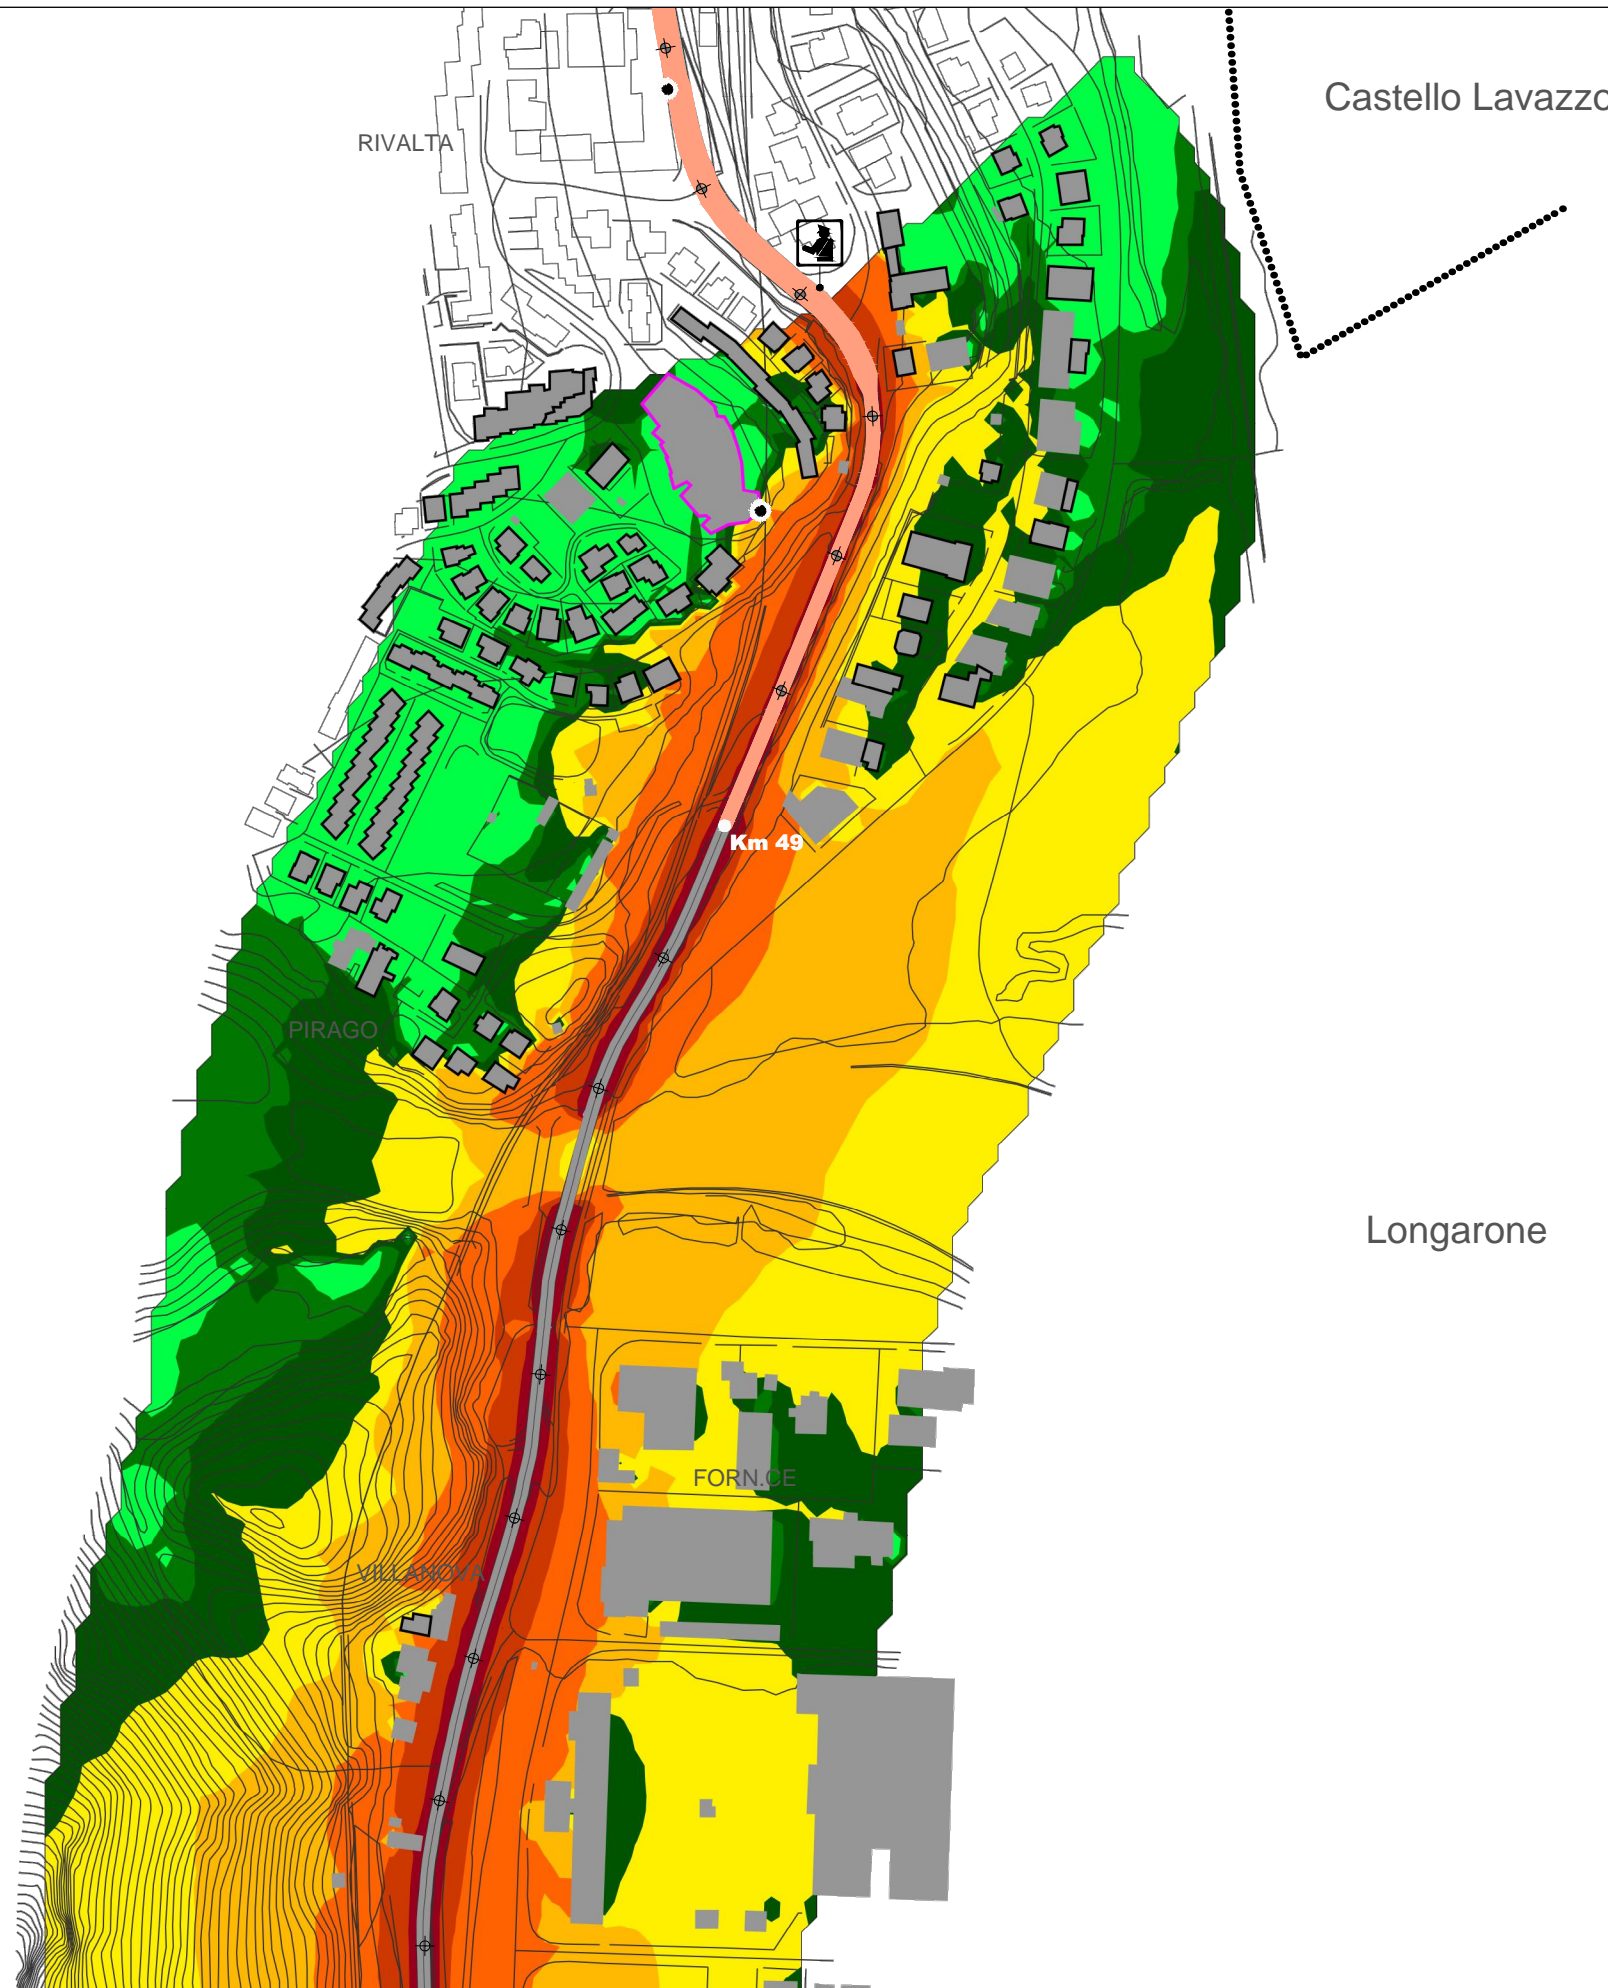 Castello Lavazzo
RIVALTA
Km 49
PIRAGO
Longarone
FORN.CE
VILLANOVA